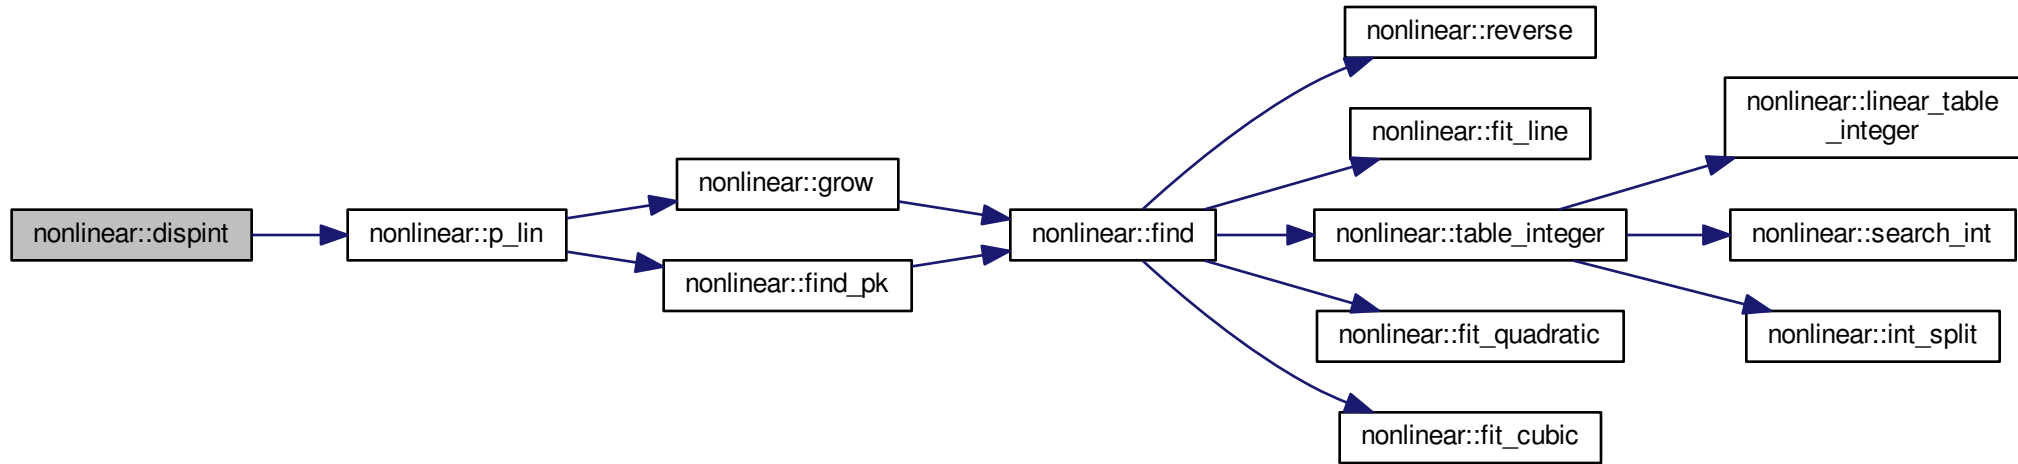 nonlinear::dispint
nonlinear::p_lin
nonlinear::grow
nonlinear::find_pk
nonlinear::find
nonlinear::reverse
nonlinear::fit_line
nonlinear::table_integer
nonlinear::fit_quadratic
nonlinear::fit_cubic
nonlinear::linear_table
_integer
nonlinear::search_int
nonlinear::int_split